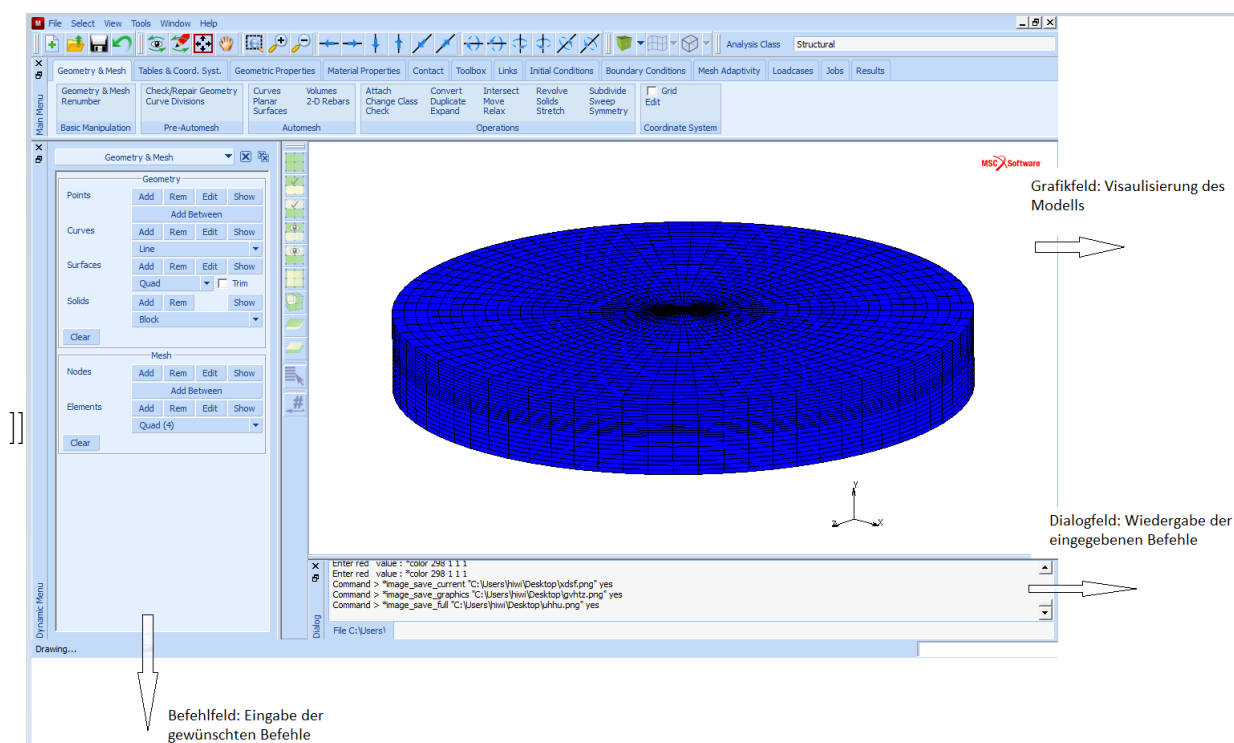 M File Select View Tools Window Help
Analysis Class Structural
Geometry & Mesh Tables & Coord. Syst. Geometric Properties Material Properties Contact Toolbox Links Initial Conditions Boundary Conditions Mesh Adaptivity Loadcases Jobs Results
Main Menu
Geometry & Mesh
Renumber
Basic Manipulation
Check/Repair Geometry
Curve Divisions
Pre-Automesh
Curves Volumes
Planar 2-D Rebars
Surfaces
Automesh
Attach Convert Intersect Revolve Subdivide
Change Class Duplicate Move Solids Sweep
Check Expand Relax Stretch Symmetry
Operations
Grid
Edit
Coordinate System
Geometry & Mesh
Geometry
Points Add Rem Edit Show
Add Between
Curves Add Rem Edit Show
Line
Surfaces Add Rem Edit Show
Quad Trim
Solids Add Rem Show
Block
Clear
Mesh
Nodes Add Rem Edit Show
Add Between
Elements Add Rem Edit Show
Quad (4)
Clear
Dynamic Menu
#
]]
MSC Software
Grafikfeld: Visaulisierung des
Modells
Y
Z X
Dialogfeld: Wiedergabe der
eingegebenen Befehle
Dialog
Enter red value : *color 298 1 1 1
Enter red value : *color 298 1 1 1
Command > *image_save_current "C:\Users\hiwi\Desktop\xdsf.png" yes
Command > *image_save_graphics "C:\Users\hiwi\Desktop\gvhtz.png" yes
Command > *image_save_full "C:\Users\hiwi\Desktop\uhhu.png" yes
File C:\Users\
Drawing...
Befehlfeld: Eingabe der
gewünschten Befehle